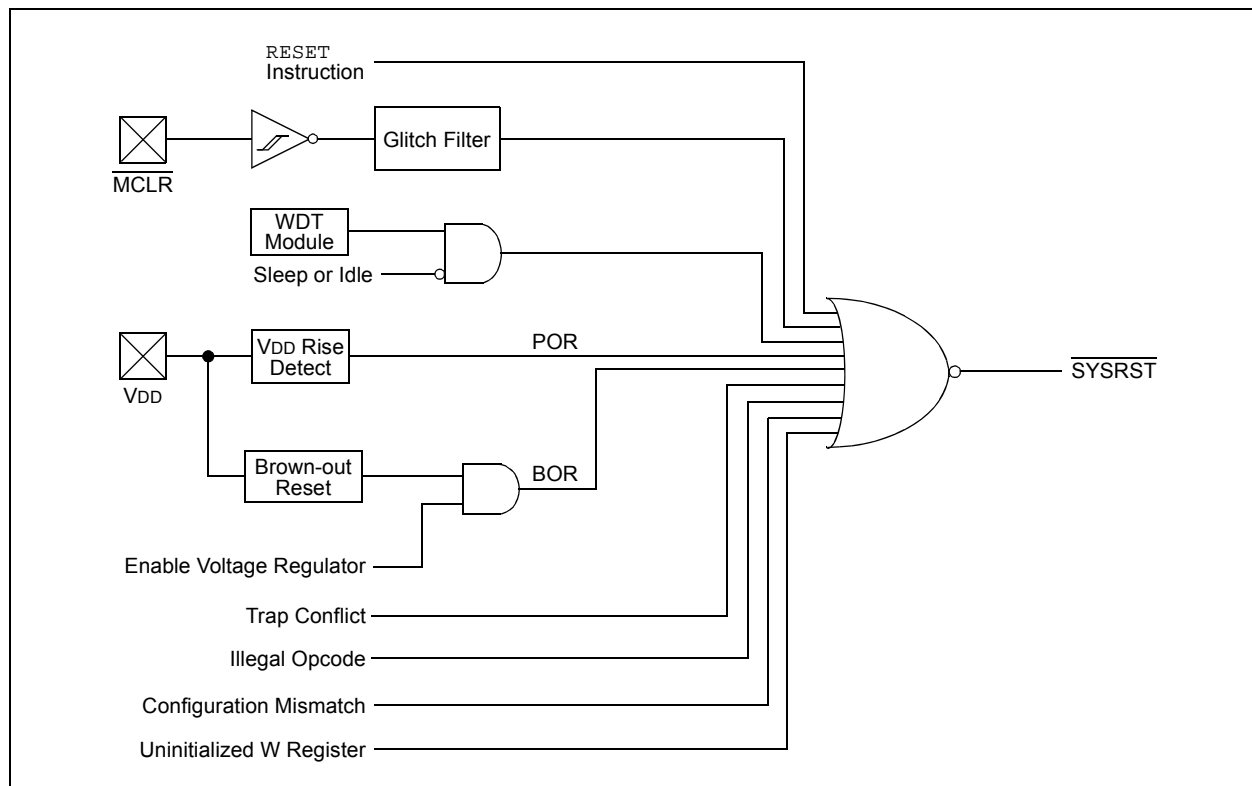 RESET
Instruction
Glitch Filter
MCLR
WDT
Module
Sleep or Idle
VDD Rise
Detect
POR
VDD
SYSRST
Brown-out
Reset
BOR
Enable Voltage Regulator
Trap Conflict
Illegal Opcode
Configuration Mismatch
Uninitialized W Register